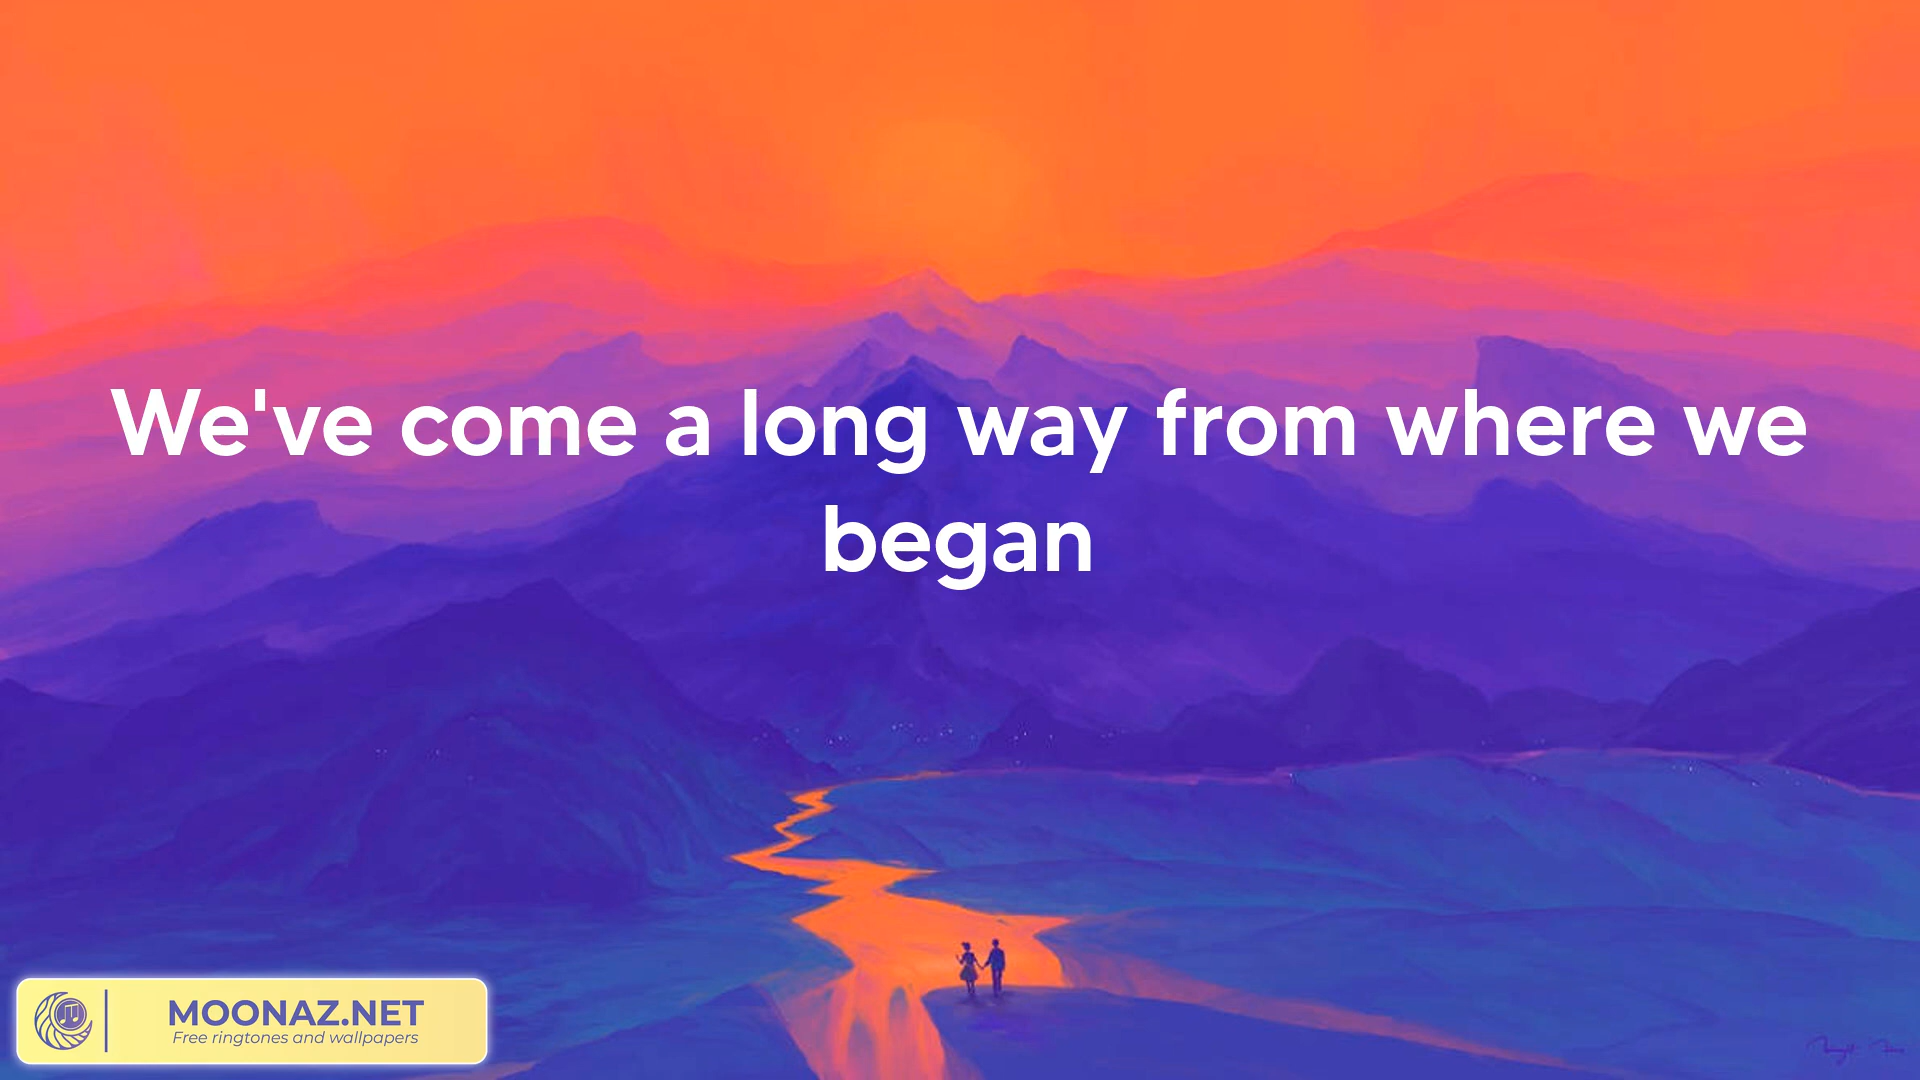 We've come a long way from where we
began
MOONAZ.NET
Free ringtones and wallpapers